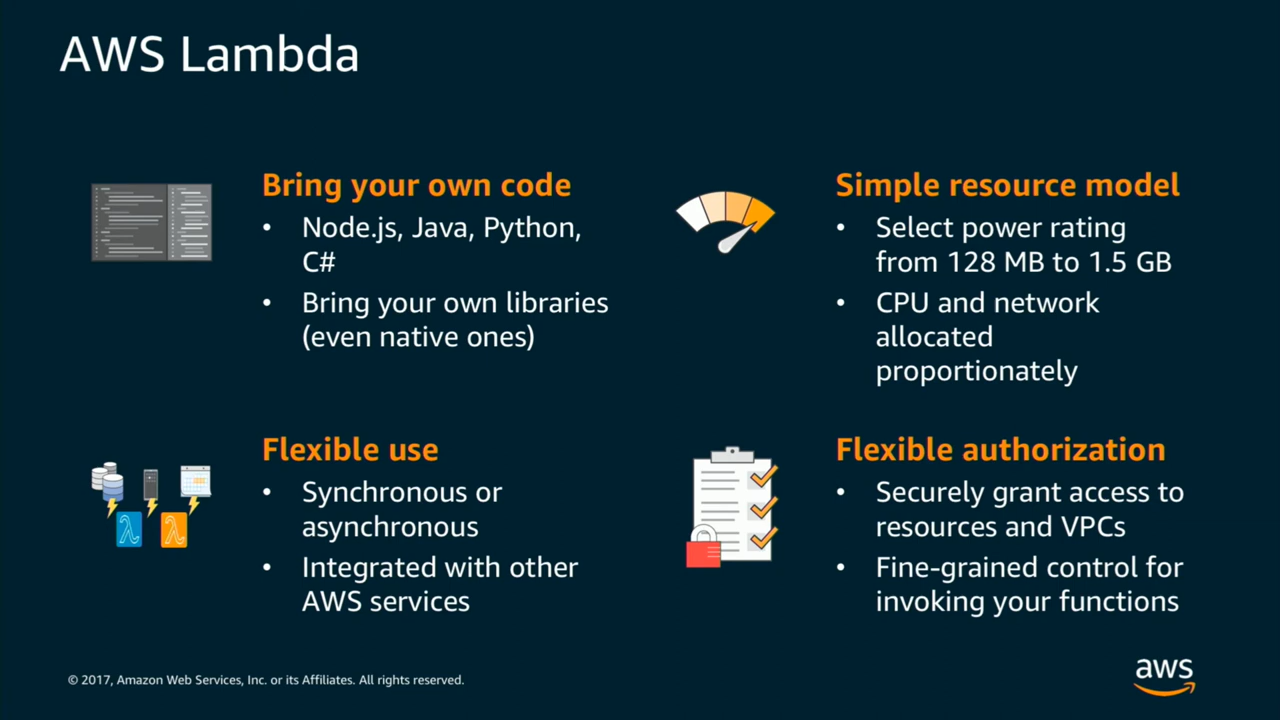 AWS Lambda
Bring your own code
• Node.js, Java, Python,
C#
• Bring your own libraries
(even native ones)
Simple resource model
• Select power rating
from 128 MB to 1.5 GB
• CPU and network
allocated
proportionately
Flexible use
• Synchronous or
asynchronous
• Integrated with other
AWS services
Flexible authorization
• Securely grant access to
resources and VPCs
• Fine-grained control for
invoking your functions
© 2017, Amazon Web Services, Inc. or its Affiliates. All rights reserved.
aws